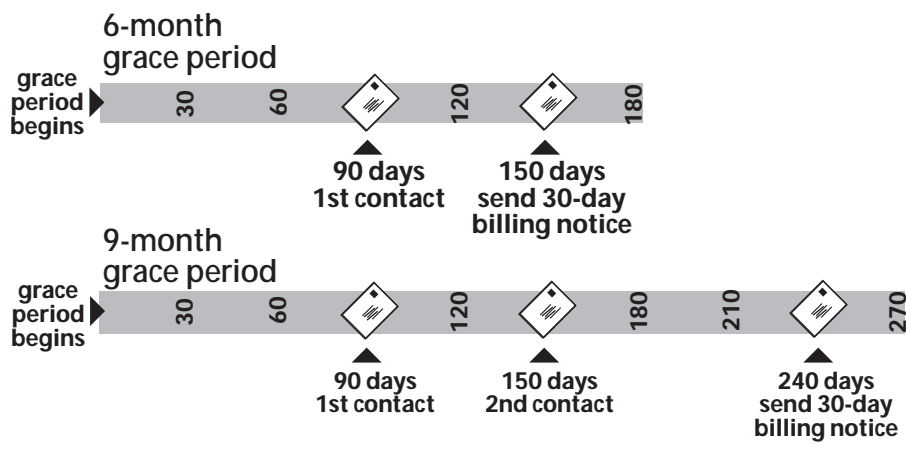 6-month
grace period
grace
period
begins
30
60
120
180
90 days
1st contact
150 days
send 30-day
billing notice
9-month
grace period
grace
period
begins
30
60
120
180
210
270
90 days
1st contact
150 days
2nd contact
240 days
send 30-day
billing notice